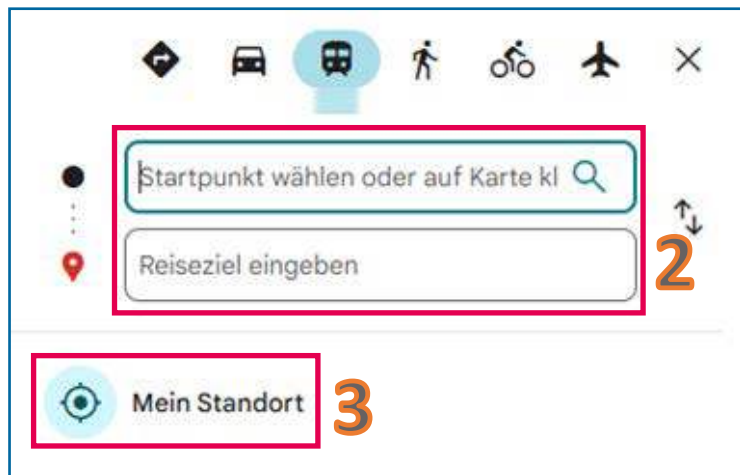 Startpunkt wählen oder auf Karte kl
Reiseziel eingeben
2
Mein Standort
3